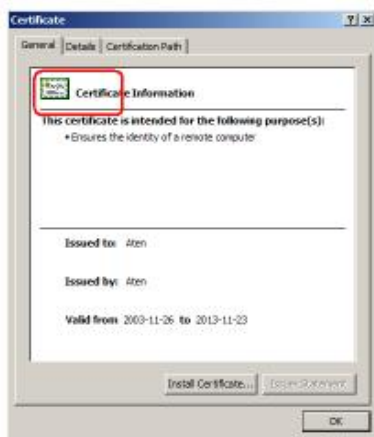 Certificate
General Details Certification Path
Certificate Information
This certificate is intended for the following purpose(s):
•Ensures the identity of a remote computer
Issued to: Aten
Issued by: Aten
Valid from 2003-11-26 to 2013-11-23
Install Certificate... Issuer Statement
OK